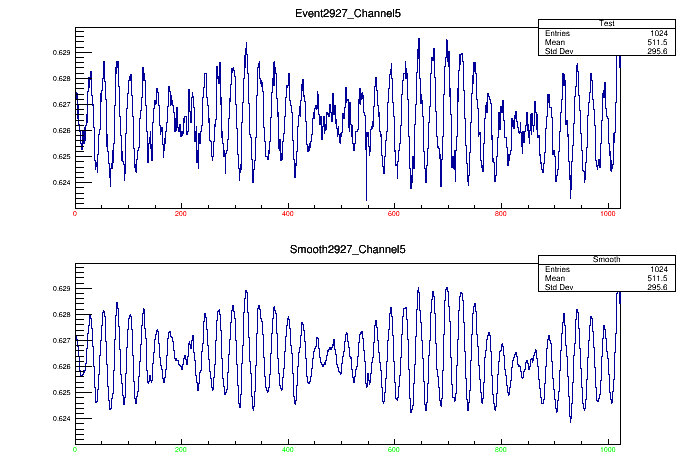 Event2927_Channel5
Test
Entries 1024
Mean 511.5
Std Dev 295.6
0.629
0.628
0.627
0.626
0.625
0.624
0 200 400 600 800 1000
Smooth2927_Channel5
Smooth
Entries 1024
Mean 511.5
Std Dev 295.6
0.629
0.628
0.627
0.626
0.625
0.624
0 200 400 600 800 1000